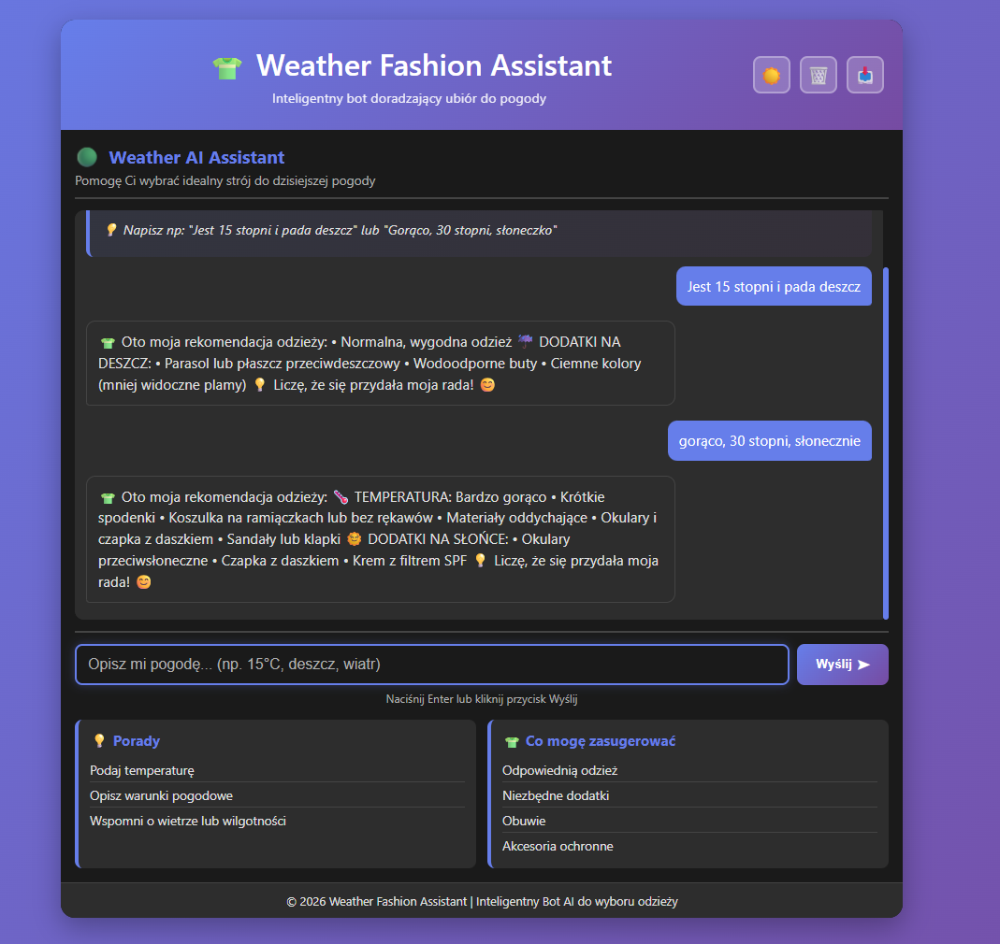 Weather Fashion Assistant
Inteligentny bot doradzający ubiór do pogody
Weather AI Assistant
Pomogę Ci wybrać idealny strój do dzisiejszej pogody
Napisz np: "Jest 15 stopni i pada deszcz" lub "Gorąco, 30 stopni, słoneczko"
Jest 15 stopni i pada deszcz
Oto moja rekomendacja odzieży: • Normalna, wygodna odzież ☔ DODATKI NA
DESZCZ: • Parasol lub płaszcz przeciwdeszczowy • Wodoodporne buty • Ciemne kolory
(mniej widoczne plamy) 💡 Liczę, że się przydała moja rada! 😊
gorąco, 30 stopni, słonecznie
Oto moja rekomendacja odzieży: 🌡️ TEMPERATURA: Bardzo gorąco • Krótkie
spodenki • Koszulka na ramiączkach lub bez rękawów • Materiały oddychające • Okulary i
czapka z daszkiem • Sandały lub klapki 🌞 DODATKI NA SŁOŃCE: • Okulary
przeciwsłoneczne • Czapka z daszkiem • Krem z filtrem SPF 💡 Liczę, że się przydała moja
rada! 😊
Opisz mi pogodę... (np. 15°C, deszcz, wiatr)
Wyślij ➤
Naciśnij Enter lub kliknij przycisk Wyślij
Porady
Podaj temperaturę
Opisz warunki pogodowe
Wspomni o wietrze lub wilgotności
Co mogę zasugerować
Odpowiednią odzież
Niezbędne dodatki
Obuwie
Akcesoria ochronne
© 2026 Weather Fashion Assistant | Inteligentny Bot AI do wyboru odzieży